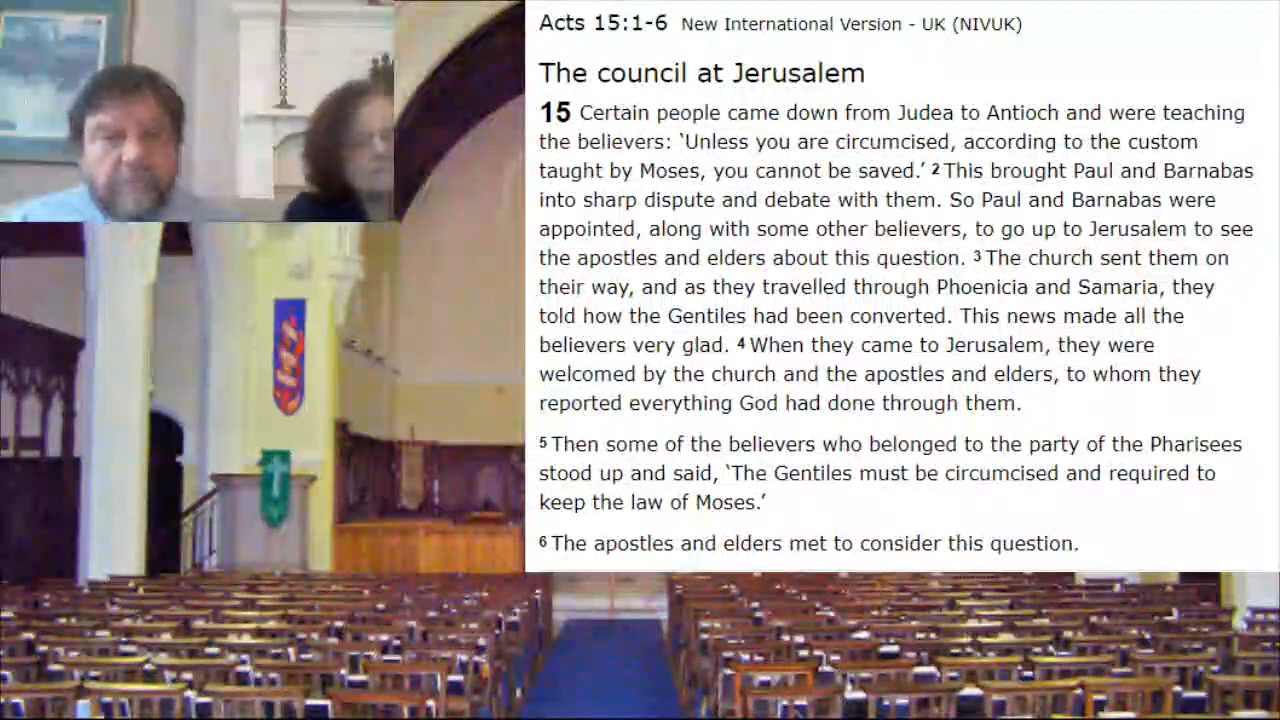 Acts 15:1-6 New International Version - UK (NIVUK)
The council at Jerusalem
15 Certain people came down from Judea to Antioch and were teaching
the believers: ‘Unless you are circumcised, according to the custom
taught by Moses, you cannot be saved.’ 2 This brought Paul and Barnabas
into sharp dispute and debate with them. So Paul and Barnabas were
appointed, along with some other believers, to go up to Jerusalem to see
the apostles and elders about this question. 3 The church sent them on
their way, and as they travelled through Phoenicia and Samaria, they
told how the Gentiles had been converted. This news made all the
believers very glad. 4 When they came to Jerusalem, they were
welcomed by the church and the apostles and elders, to whom they
reported everything God had done through them.
5 Then some of the believers who belonged to the party of the Pharisees
stood up and said, ‘The Gentiles must be circumcised and required to
keep the law of Moses.’
6 The apostles and elders met to consider this question.